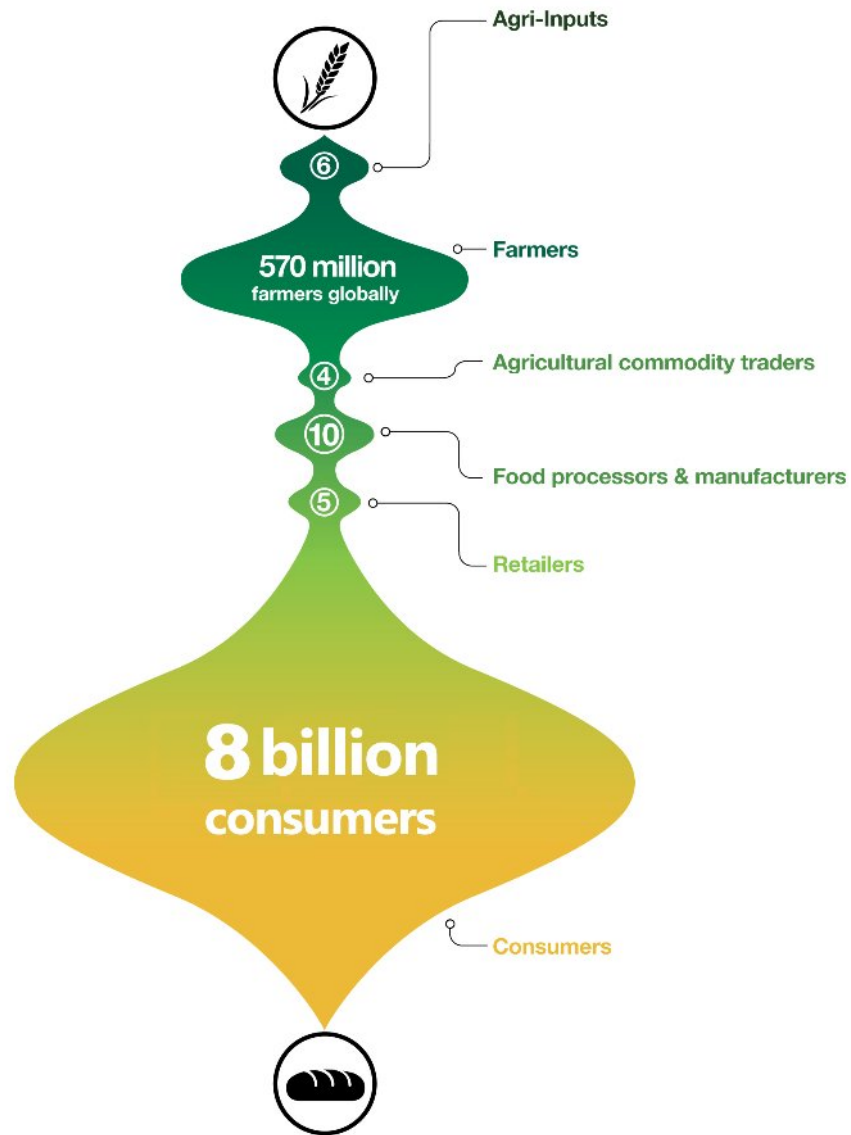 Agri-Inputs
6
Farmers
570 million
farmers globally
Agricultural commodity traders
4
10
Food processors & manufacturers
5
Retailers
8 billion
consumers
Consumers